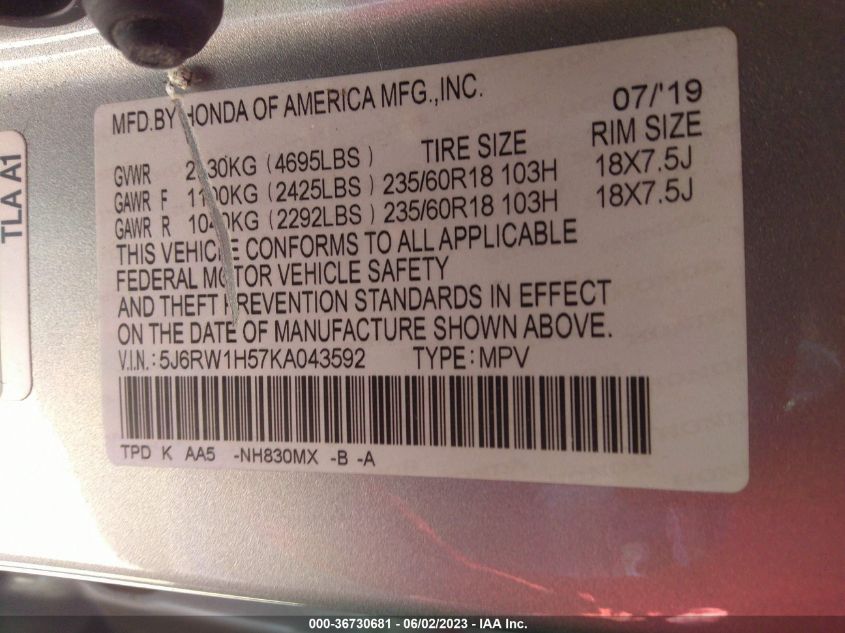 MFD.BY HONDA OF AMERICA MFG.,INC. 07/'19
TIRE SIZE RIM SIZE
GVWR (4695LBS)
GAWR F (2425LBS) 235/60R18 103H 18X7.5J
GAWR R (2292LBS) 235/60R18 103H 18X7.5J
THIS VEHICLE CONFORMS TO ALL APPLICABLE
FEDERAL MOTOR VEHICLE SAFETY
AND THEFT PREVENTION STANDARDS IN EFFECT
ON THE DATE OF MANUFACTURE SHOWN ABOVE.
V.I.N.: 5J6RW1H57KA043592 TYPE: MPV
TPD K AA5 -NH830MX -B -A
TLA A1
000-36730681 - 06/02/2023 - IAA Inc.